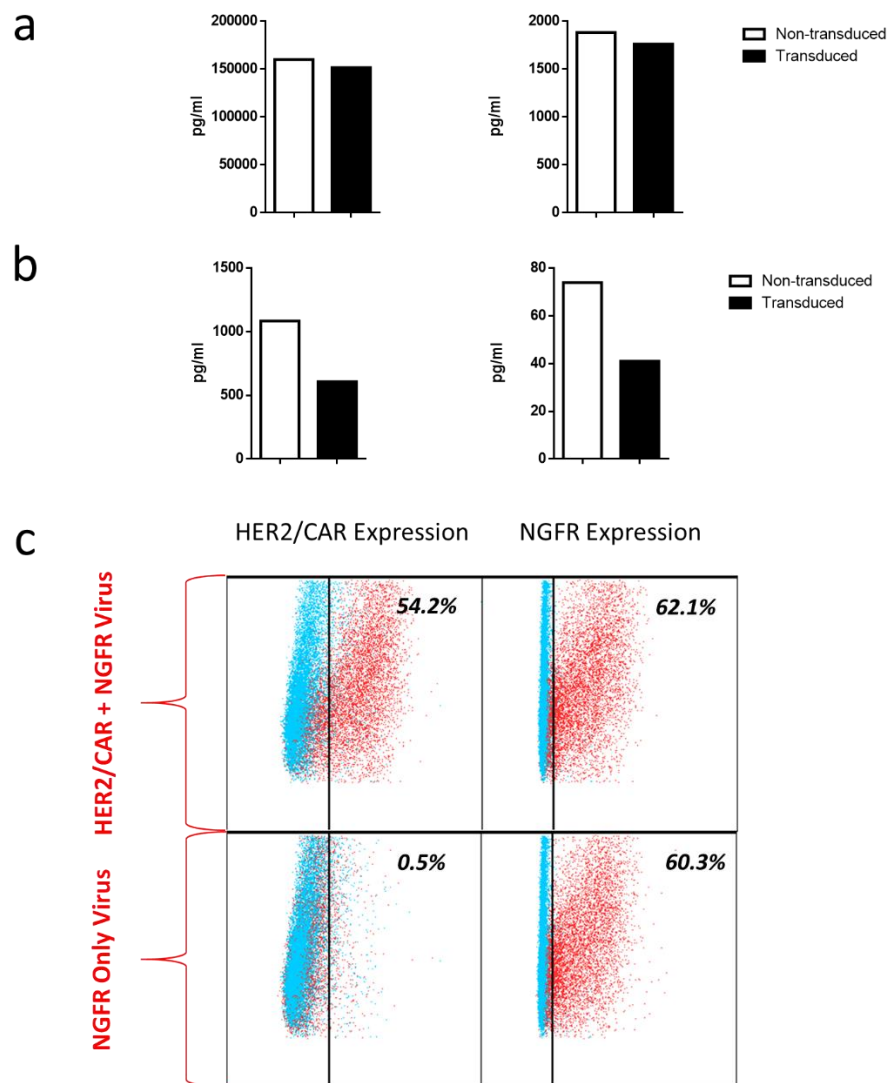 a
200000
150000
100000
50000
0
pg/ml
2000
1500
1000
500
0
pg/ml
Non-transduced
Transduced
b
1500
1000
500
0
pg/ml
80
60
40
20
0
pg/ml
Non-transduced
Transduced
c
HER2/CAR Expression
NGFR Expression
HER2/CAR + NGFR Virus
54.2%
62.1%
NGFR Only Virus
0.5%
60.3%